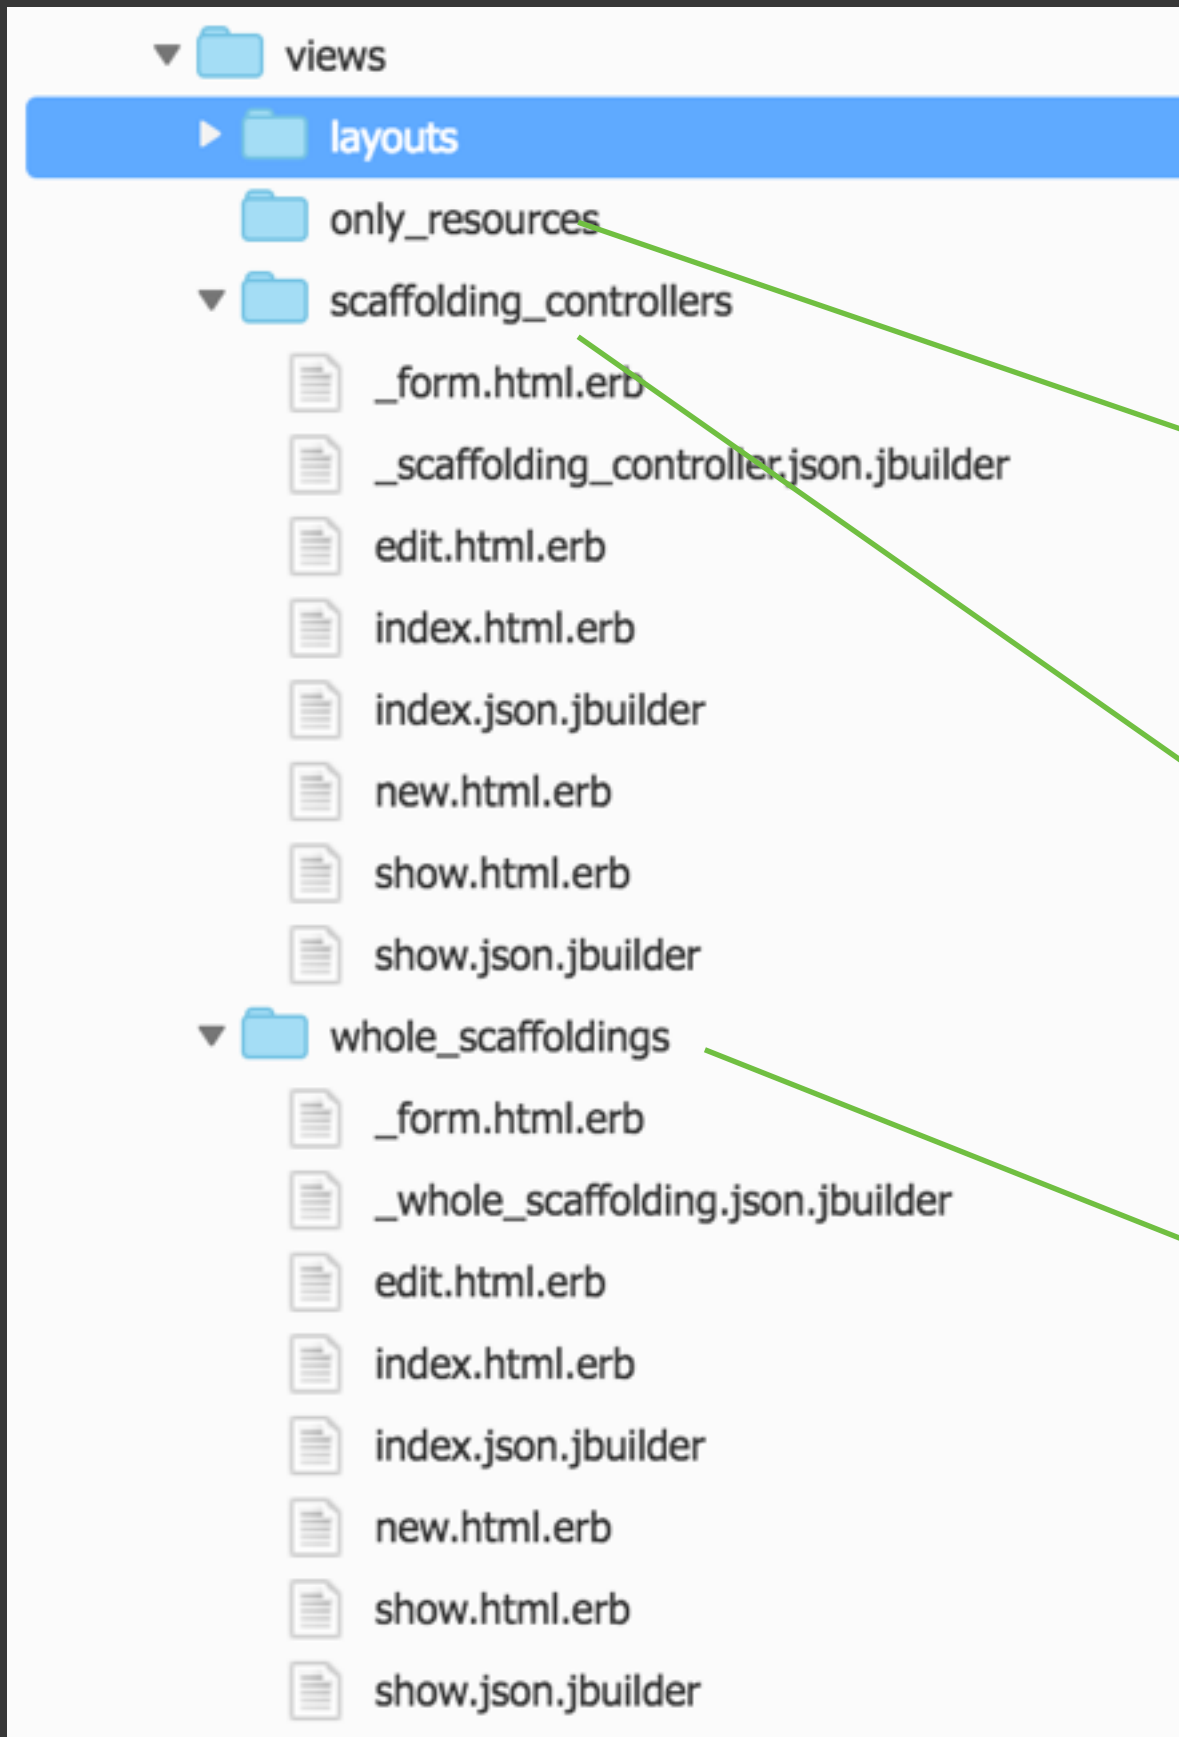 views
layouts
only_resources
scaffolding_controllers
_form.html.erb
_scaffolding_controller.json.jbuilder
edit.html.erb
index.html.erb
index.json.jbuilder
new.html.erb
show.html.erb
show.json.jbuilder
whole_scaffoldings
_form.html.erb
_whole_scaffolding.json.jbuilder
edit.html.erb
index.html.erb
index.json.jbuilder
new.html.erb
show.html.erb
show.json.jbuilder